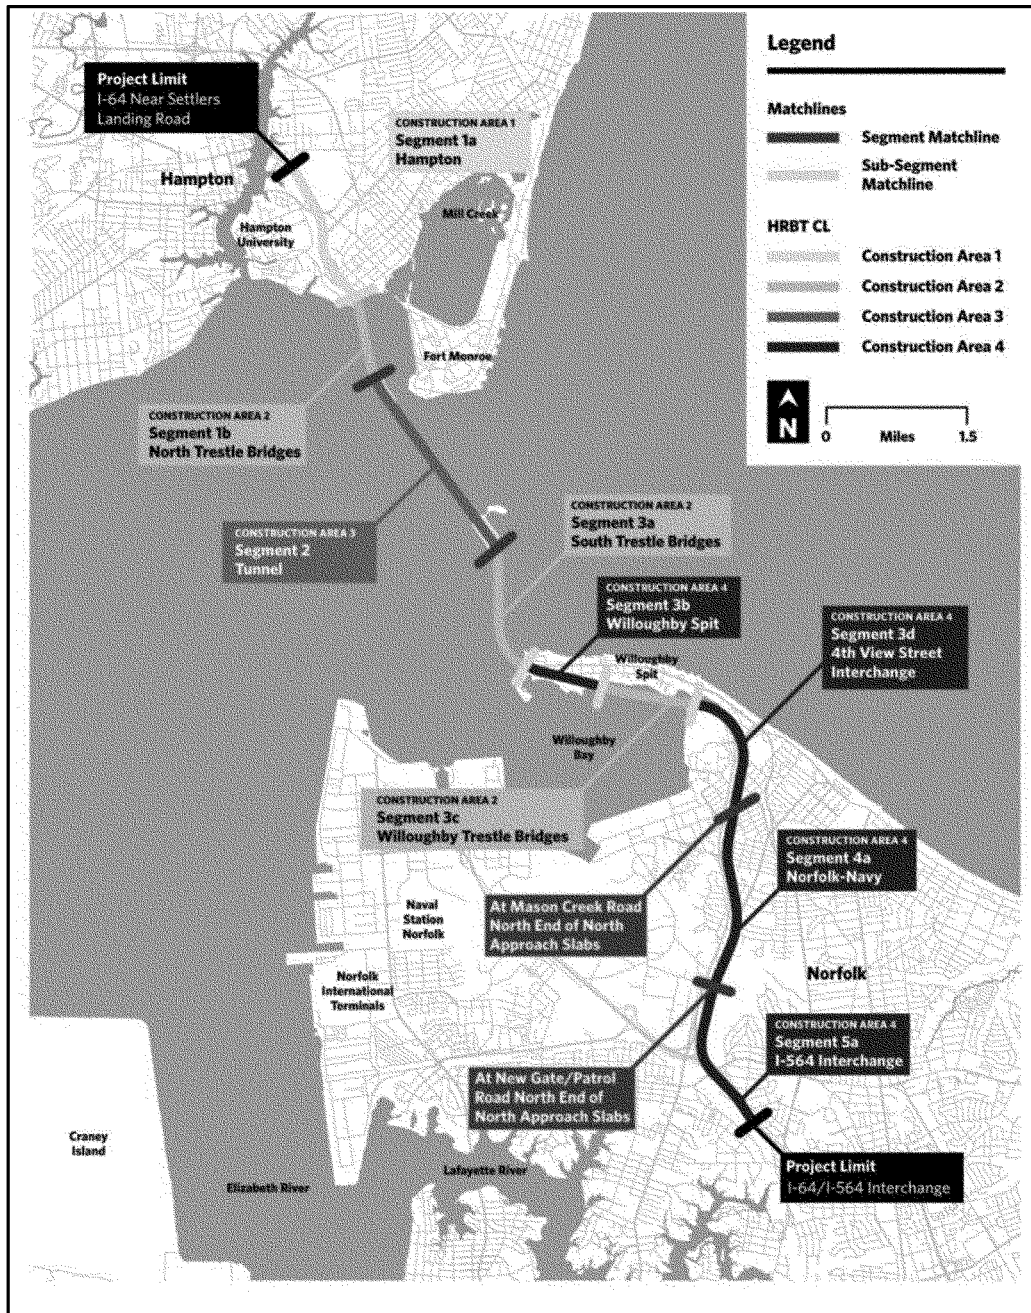 Legend
Matchlines
Segment Matchline
Sub-Segment
Matchline
HRBT CL
Construction Area 1
Construction Area 2
Construction Area 3
Construction Area 4
N
0 Miles 1.5
Project Limit
I-64 Near Settlers
Landing Road
CONSTRUCTION AREA 1
Segment 1a
Hampton
Hampton
Mill Creek
Hampton
University
Fort Monroe
CONSTRUCTION AREA 2
Segment 1b
North Trestle Bridges
CONSTRUCTION AREA 3
Segment 2
Tunnel
CONSTRUCTION AREA 2
Segment 3a
South Trestle Bridges
CONSTRUCTION AREA 4
Segment 3b
Willoughby Spit
CONSTRUCTION AREA 4
Segment 3d
4th View Street
Interchange
Willoughby
Spit
Willoughby
Bay
CONSTRUCTION AREA 2
Segment 3c
Willoughby Trestle Bridges
CONSTRUCTION AREA 4
Segment 4a
Norfolk-Navy
At Mason Creek Road
North End of North
Approach Slabs
Naval
Station
Norfolk
Norfolk
International
Terminals
Norfolk
CONSTRUCTION AREA 4
Segment 5a
I-564 Interchange
At New Gate/Patrol
Road North End of
North Approach Slabs
Craney
Island
Elizabeth River
Lafayette River
Project Limit
I-64/I-564 Interchange